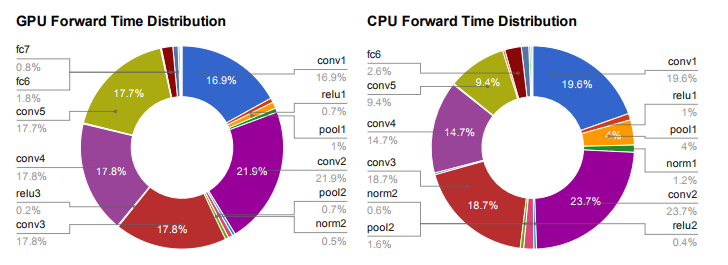 GPU Forward Time Distribution
fc7
0.8%
fc6
1.8%
conv5
17.7%
conv4
17.8%
relu3
0.2%
conv3
17.8%
16.9%
17.7%
17.8%
21.9%
17.8%
conv1
16.9%
relu1
0.7%
pool1
1%
conv2
21.9%
pool2
0.7%
norm2
0.5%
CPU Forward Time Distribution
fc6
2.6%
conv5
9.4%
conv4
14.7%
conv3
18.7%
norm2
0.6%
pool2
1.6%
19.6%
9.4%
4%
14.7%
18.7%
23.7%
conv1
19.6%
relu1
1%
pool1
4%
norm1
1.2%
conv2
23.7%
relu2
0.4%